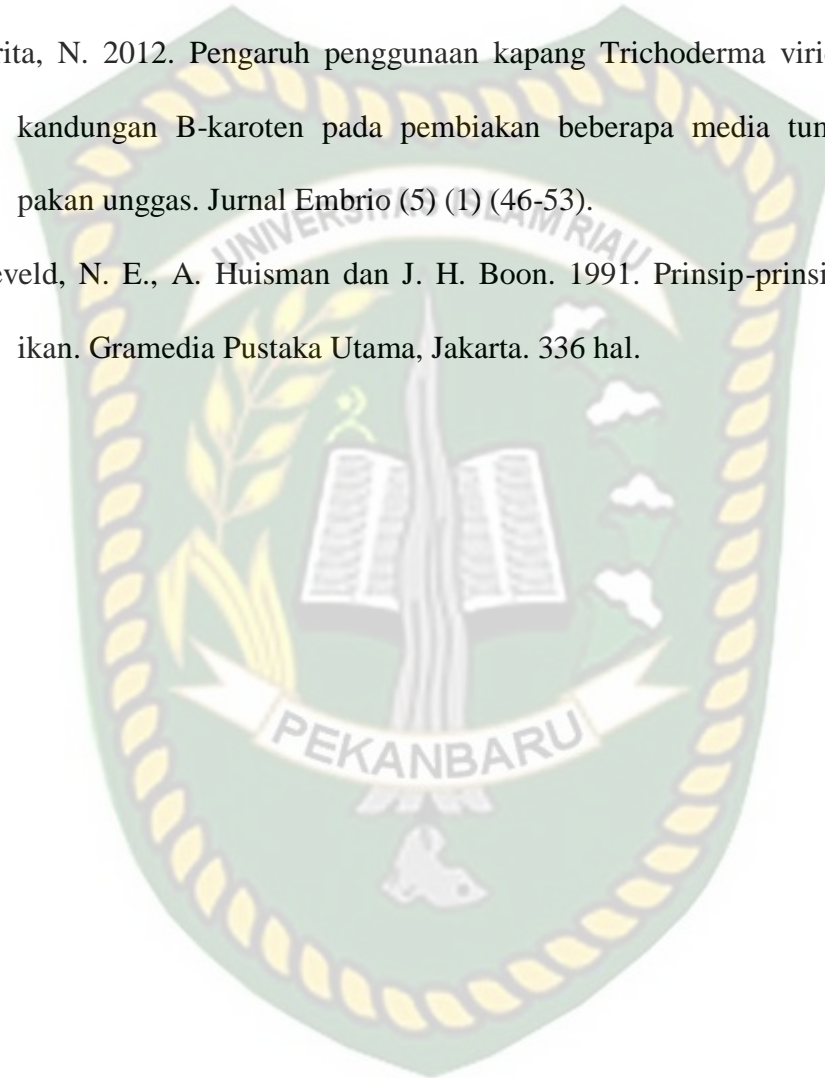 rita, N. 2012. Pengaruh penggunaan kapang Trichoderma viri
kandungan B-karoten pada pembiakan beberapa media tum
pakan unggas. Jurnal Embrio (5) (1) (46-53).
eveld, N. E., A. Huisman dan J. H. Boon. 1991. Prinsip-prinsi
ikan. Gramedia Pustaka Utama, Jakarta. 336 hal.
UNIVERSITAS ISLAM RIAU
PEKANBARU